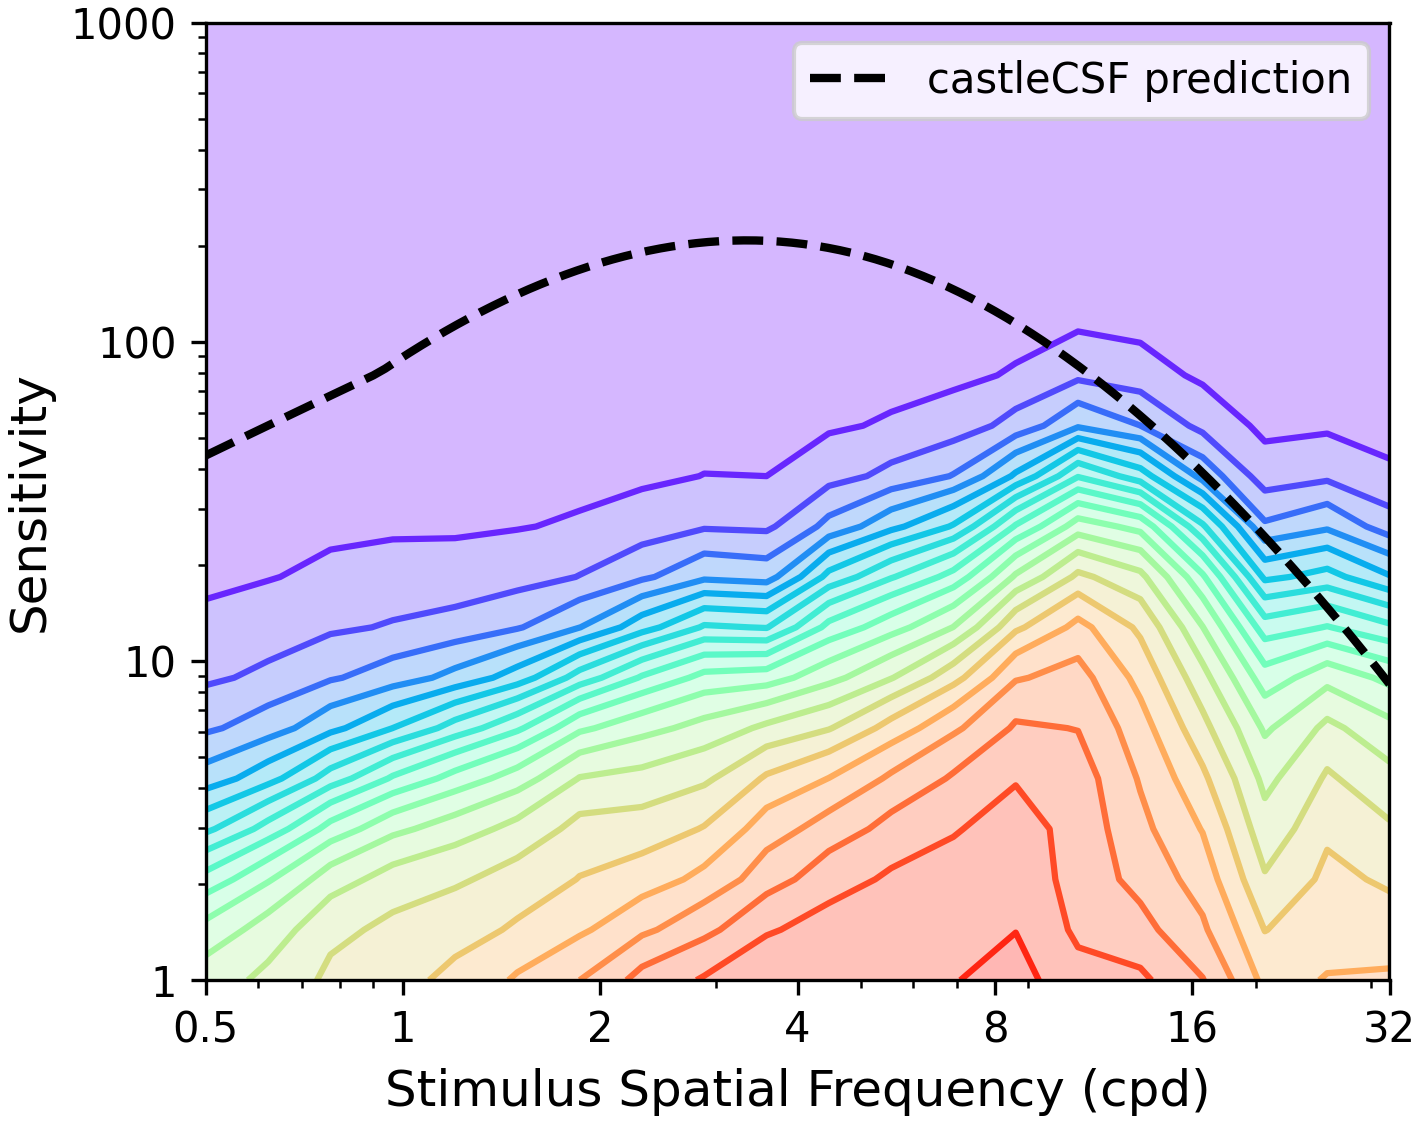 1000
100
10
1
Sensitivity
castleCSF prediction
0.5 1 2 4 8 16 32
Stimulus Spatial Frequency (cpd)